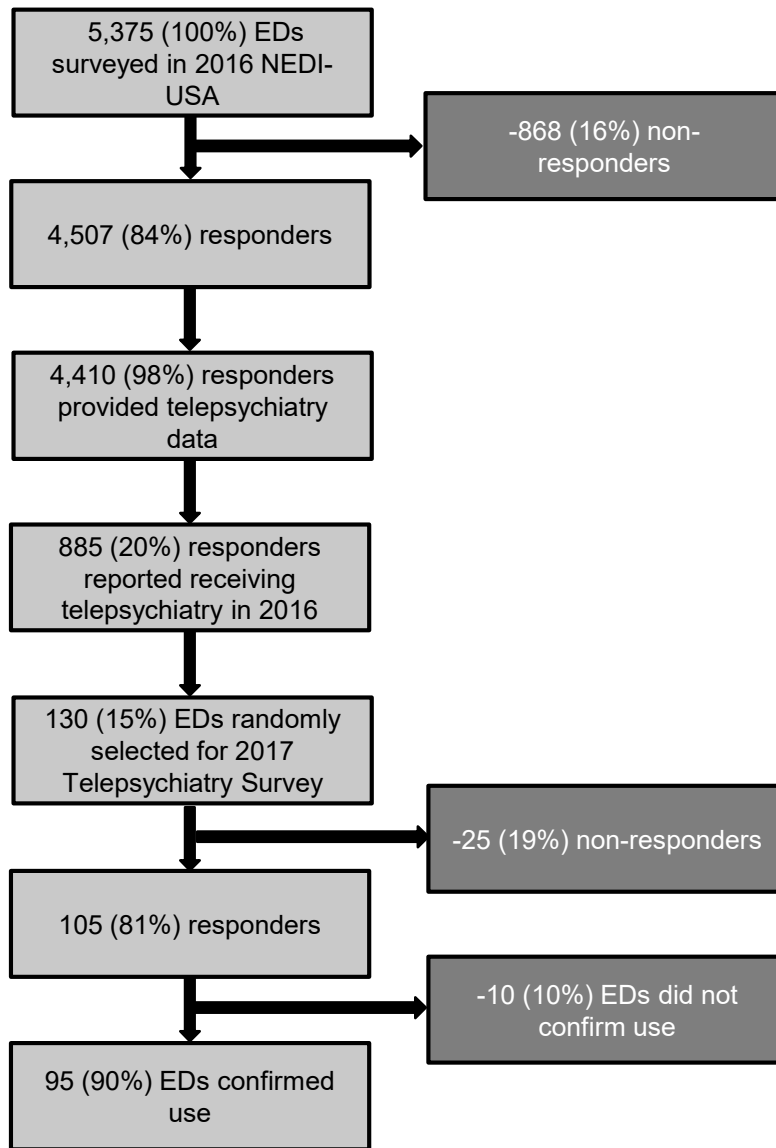 5,375 (100%) EDs
surveyed in 2016 NEDI-
USA
-868 (16%) non-
responders
4,507 (84%) responders
4,410 (98%) responders
provided telepsychiatry
data
885 (20%) responders
reported receiving
telepsychiatry in 2016
130 (15%) EDs randomly
selected for 2017
Telepsychiatry Survey
-25 (19%) non-responders
105 (81%) responders
-10 (10%) EDs did not
confirm use
95 (90%) EDs confirmed
use